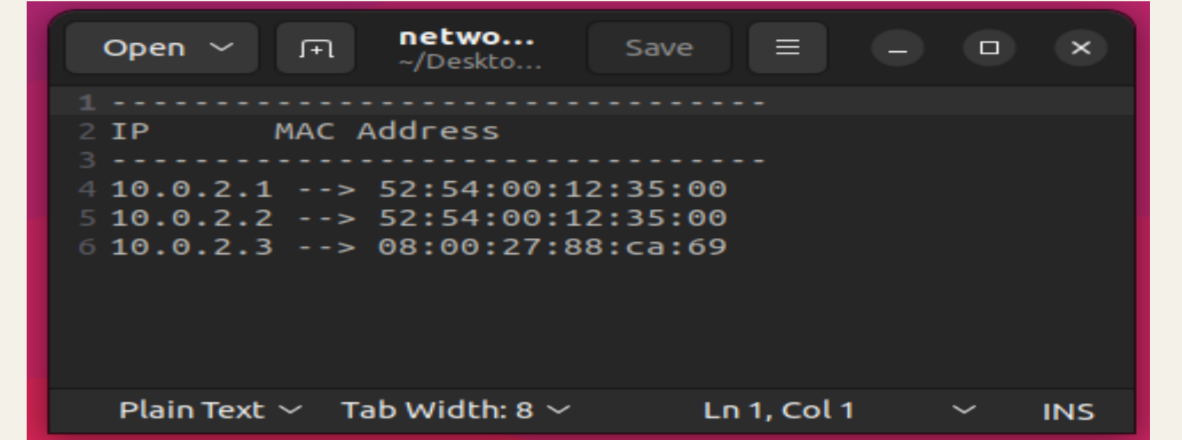 Open netwo... Save
~/Deskto...
1 --------------------------------
2 IP MAC Address
3 --------------------------------
4 10.0.2.1 --> 52:54:00:12:35:00
5 10.0.2.2 --> 52:54:00:12:35:00
6 10.0.2.3 --> 08:00:27:88:ca:69
Plain Text Tab Width: 8 Ln 1, Col 1 INS